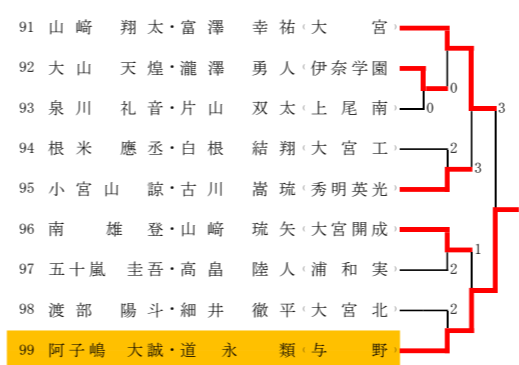 91 山﨑 翔太・富澤 幸祐（大宮） 
92 大山 天煌・瀧澤 勇人（伊奈学園） 0
93 泉川 礼音・片山 双太（上尾南） 0
3
94 根米 應丞・白根 結翔（大宮工） 2
3
95 小宮山 諒・古川 嵩琉（秀明英光）
96 南 雄登・山﨑 琉矢（大宮開成）
1
97 五十嵐 圭吾・高畠 陸人（浦和実） 2
98 渡部 陽斗・細井 徹平（大宮北） 2
99 阿子嶋 大誠・道永 類（与野）